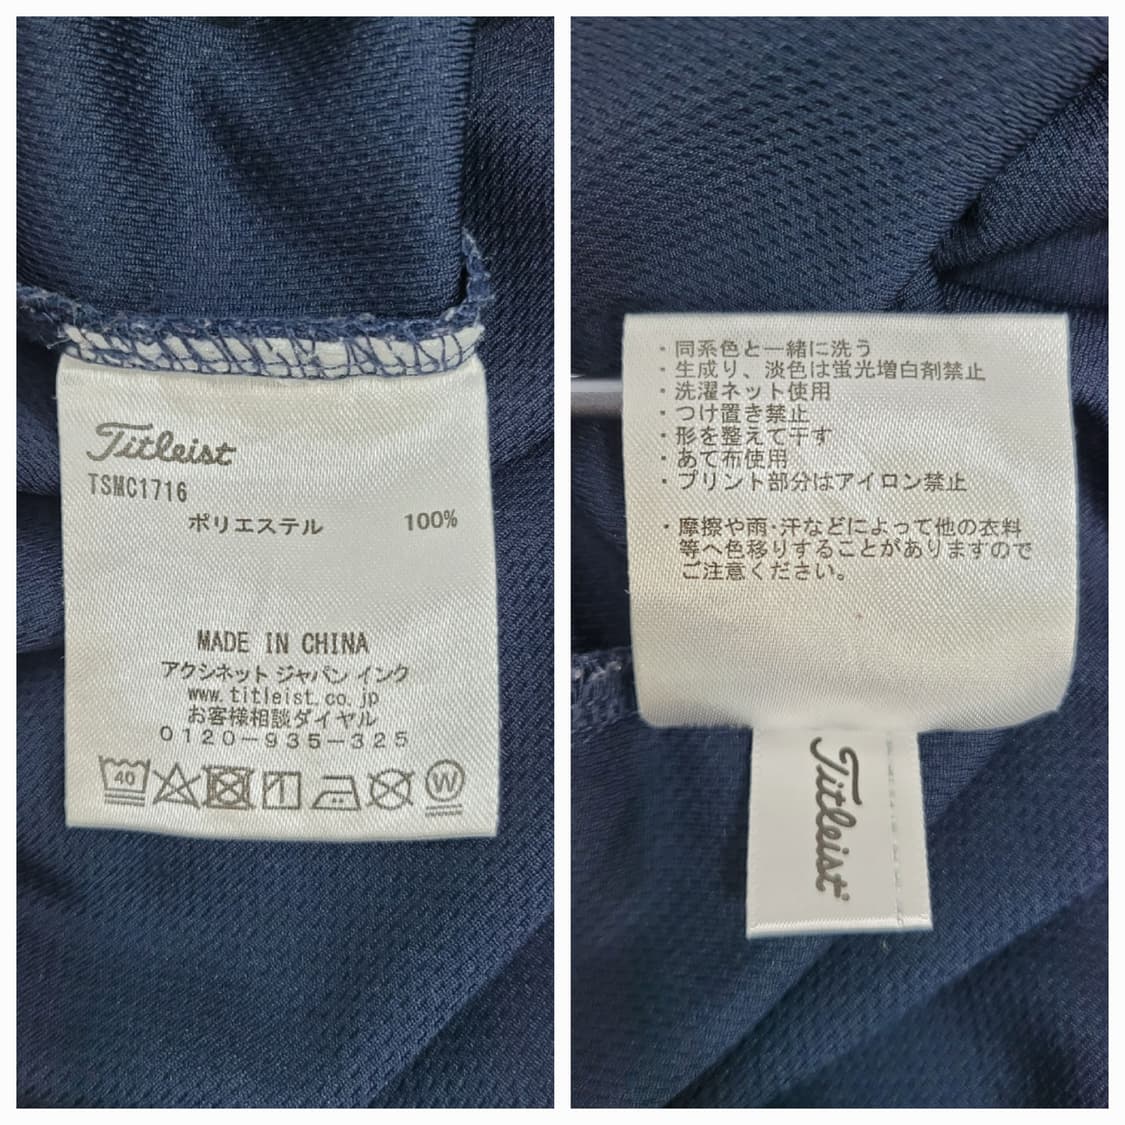 Titleist
TSMC1716
ポリエステル 100%
MADE IN CHINA
アクシネット ジャパン インク
www.titleist.co.jp
お客様相談ダイヤル
0120-935-325
40
W
・同系色と一緒に洗う
・生成り、淡色は蛍光増白剤禁止
・洗濯ネット使用
・つけ置き禁止
・形を整えて干す
・あて布使用
・プリント部分はアイロン禁止
・摩擦や雨・汗などによって他の衣料
等へ色移りすることがありますので
ご注意ください。
Titleist